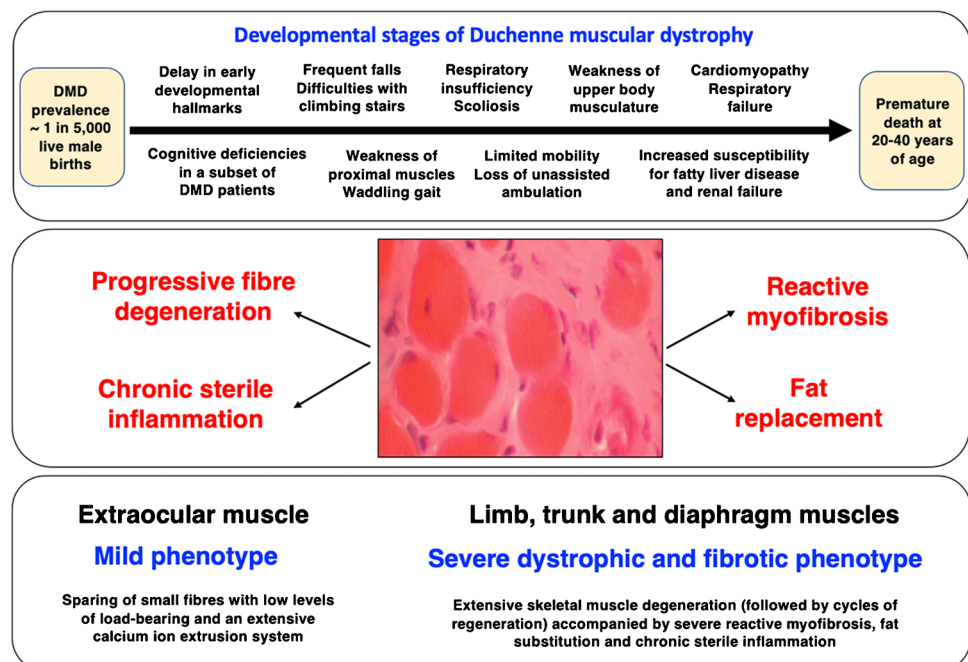 Developmental stages of Duchenne muscular dystrophy
DMD
prevalence
~ 1 in 5,000
live male
births
Delay in early
developmental
hallmarks
Frequent falls
Difficulties with
climbing stairs
Respiratory
insufficiency
Scoliosis
Weakness of
upper body
musculature
Cardiomyopathy
Respiratory
failure
Cognitive deficiencies
in a subset of
DMD patients
Weakness of
proximal muscles
Waddling gait
Limited mobility
Loss of unassisted
ambulation
Increased susceptibility
for fatty liver disease
and renal failure
Premature
death at
20-40 years
of age
Progressive fibre
degeneration
Chronic sterile
inflammation
Reactive
myofibrosis
Fat
replacement
Extraocular muscle
Mild phenotype
Sparing of small fibres with low levels
of load-bearing and an extensive
calcium ion extrusion system
Limb, trunk and diaphragm muscles
Severe dystrophic and fibrotic phenotype
Extensive skeletal muscle degeneration (followed by cycles of
regeneration) accompanied by severe reactive myofibrosis, fat
substitution and chronic sterile inflammation